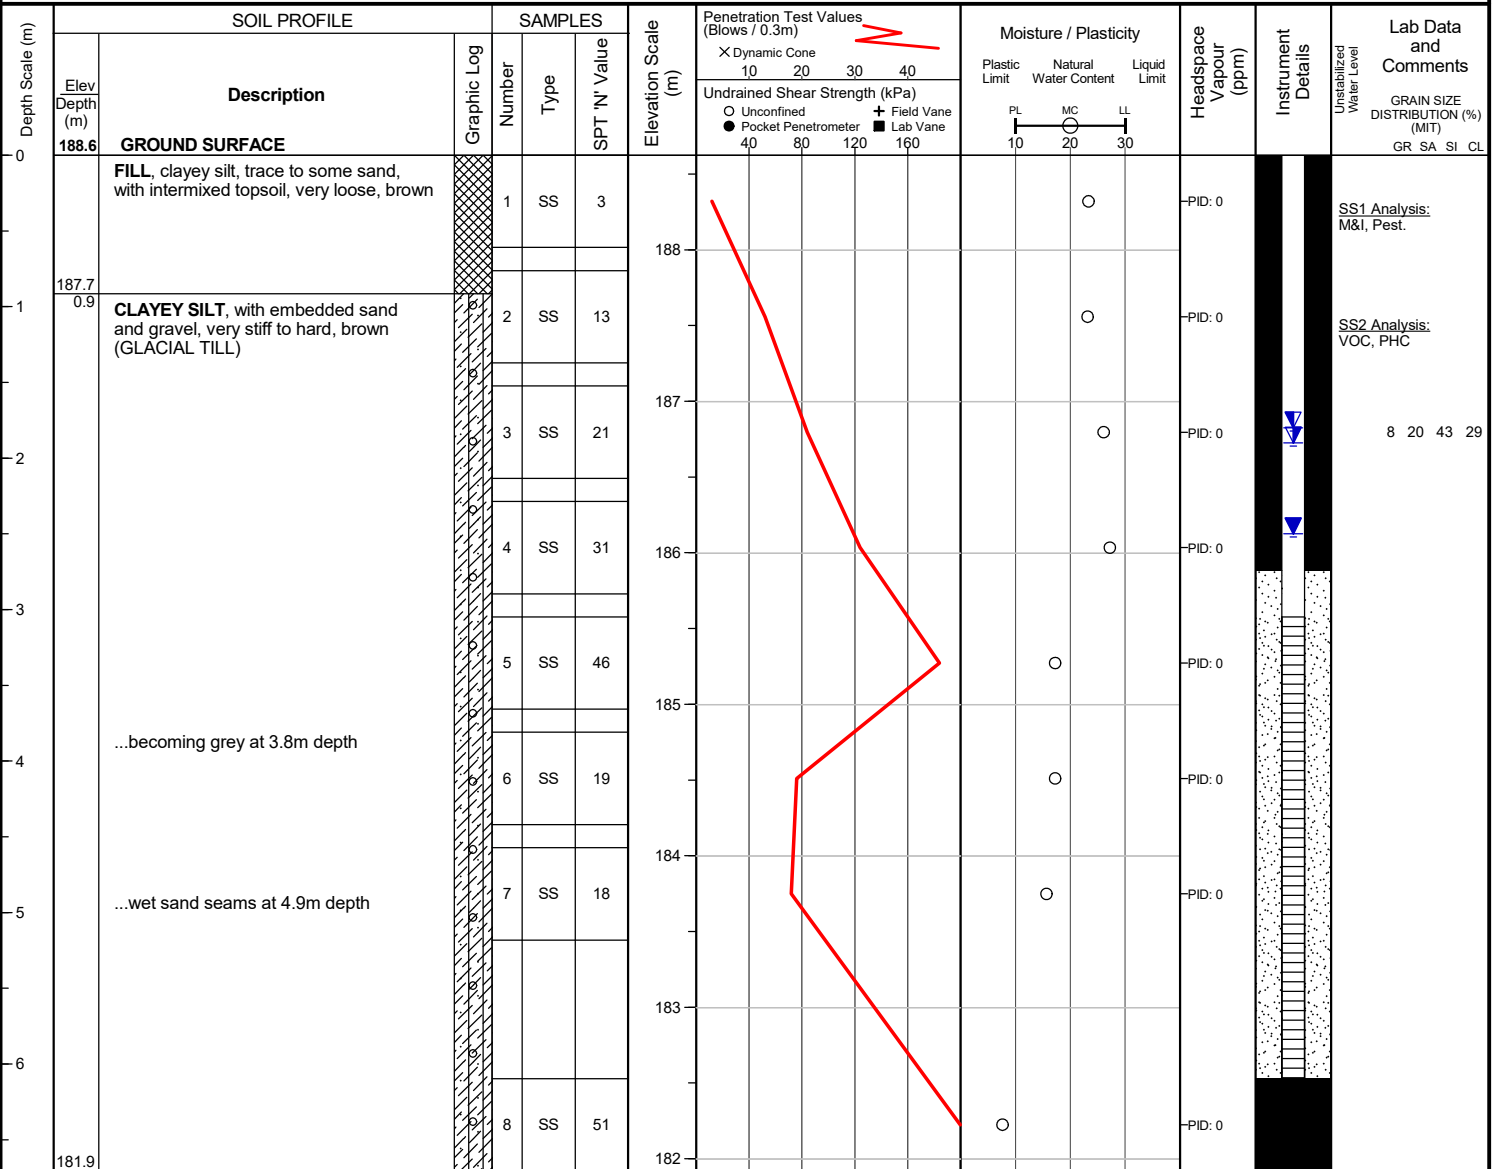 SOIL PROFILE
SAMPLES
Depth Scale (m)
Elev
Depth
(m)
Description
Graphic Log
Number
Type
SPT 'N' Value
Elevation Scale
(m)
Penetration Test Values
(Blows / 0.3m)
× Dynamic Cone
10 20 30 40
Undrained Shear Strength (kPa)
Unconfined
+ Field Vane
Pocket Penetrometer
Lab Vane
40 80 120 160
Moisture / Plasticity
Plastic
Limit
Natural
Water Content
Liquid
Limit
PL MC LL
10 20 30
Headspace
Vapour
(ppm)
Instrument
Details
Unstabilized
Water Level
Lab Data
and
Comments
GRAIN SIZE
DISTRIBUTION (%)
(MIT)
GR SA SI CL
188.6 GROUND SURFACE
0
FILL, clayey silt, trace to some sand,
with intermixed topsoil, very loose, brown
1 SS 3
PID: 0
SS1 Analysis:
M&I, Pest.
188
187.7
0.9
1
CLAYEY SILT, with embedded sand
and gravel, very stiff to hard, brown
(GLACIAL TILL)
2 SS 13
PID: 0
SS2 Analysis:
VOC, PHC
187
3 SS 21
PID: 0
8 20 43 29
2
4 SS 31
PID: 0
186
3
5 SS 46
PID: 0
185
...becoming grey at 3.8m depth
4
6 SS 19
PID: 0
184
7 SS 18
PID: 0
...wet sand seams at 4.9m depth
5
183
6
8 SS 51
PID: 0
182
181.9